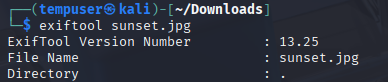 ┌──(tempuser㉿kali)-[~/Downloads]
└─$ exiftool sunset.jpg
ExifTool Version Number         : 13.25
File Name                       : sunset.jpg
Directory                       : .